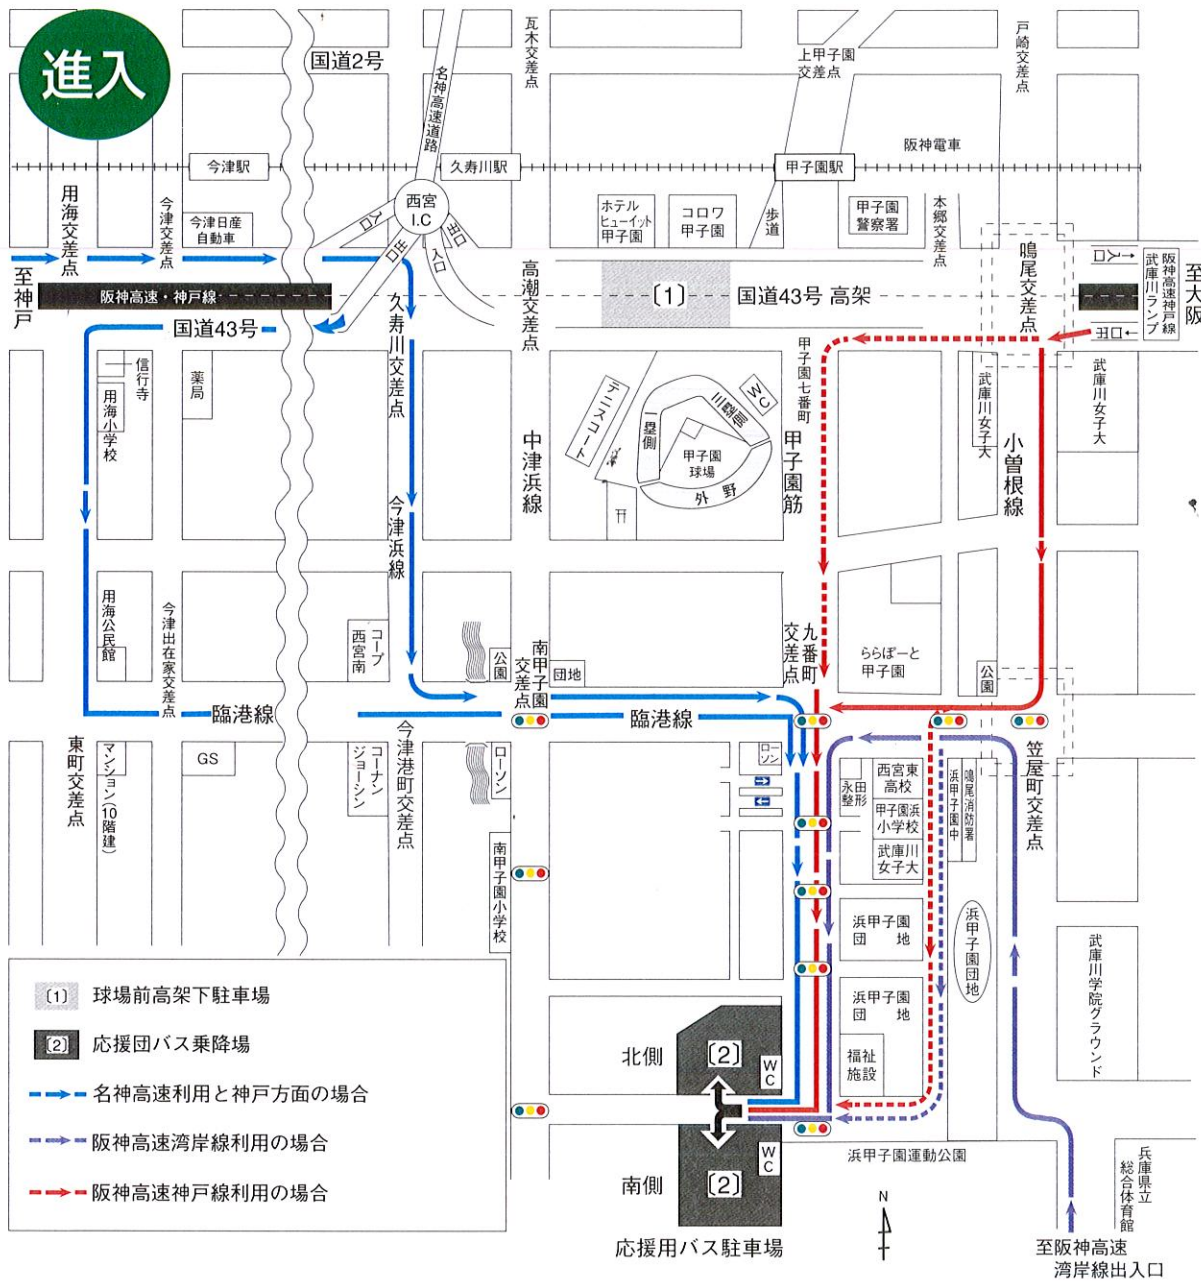 進入
国道2号
名神高速道路
瓦木交差点
上甲子園
交差点
戸崎交差点
今津駅
久寿川駅
甲子園駅
阪神電車
用海交差点
今津交差点
今津日産
自動車
西宮
I.C
入口
出口
入口
出口
ホテル
ヒューイット
甲子園
コロワ
甲子園
歩道
甲子園
警察署
本郷交差点
鳴尾交差点
入口
出口
阪神高速神戸線
武庫川ランプ
至大阪
至神戸
阪神高速・神戸線
国道43号
久寿川交差点
高潮交差点
〔1〕
国道43号 高架
信行寺
用海小学校
薬局
中津浜線
テニスコート
一塁側
三塁側
WC
甲子園
球場
外野
甲子園七番町
甲子園筋
武庫川女子大
小曽根線
武庫川女子大
今津浜線
用海公民館
今津出在家交差点
コープ
西宮南
公園
南甲子園
交差点
団地
九番町
交差点
ららぽーと
甲子園
公園
臨港線
臨港線
東町交差点
マンション(10階建)
GS
コーナン
ジョーシン
今津港町交差点
ローソン
南甲子園小学校
ローソン
永田
整形
西宮東
高校
甲子園浜
小学校
武庫川
女子大
浜甲子園中
鳴尾消防署
笠屋町交差点
浜甲子園
団地
浜甲子園団地
浜甲子園
団地
福祉
施設
武庫川学院グラウンド
〔1〕 球場前高架下駐車場
〔2〕 応援団バス乗降場
名神高速利用と神戸方面の場合
阪神高速湾岸線利用の場合
阪神高速神戸線利用の場合
北側
〔2〕
WC
南側
〔2〕
WC
応援用バス駐車場
浜甲子園運動公園
N
兵庫県立
総合体育館
至阪神高速
湾岸線出入口